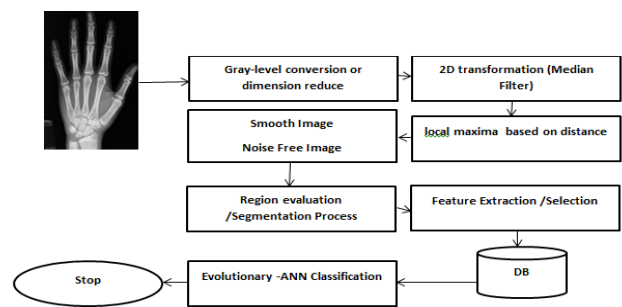 Gray-level conversion or
dimension reduce
2D transformation (Median
Filter)
local maxima based on distance
Smooth Image
Noise Free Image
Region evaluation
/Segmentation Process
Feature Extraction /Selection
DB
Evolutionary -ANN Classification
Stop